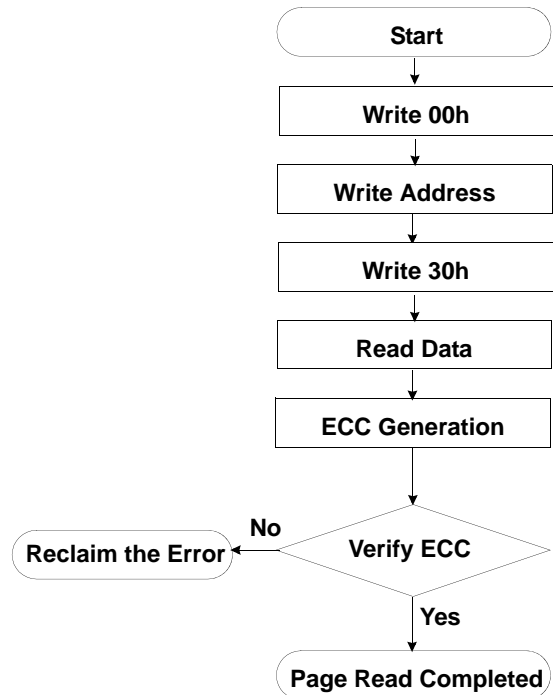 Start
Write 00h
Write Address
Write 30h
Read Data
ECC Generation
No
Reclaim the Error
Verify ECC
Yes
Page Read Completed